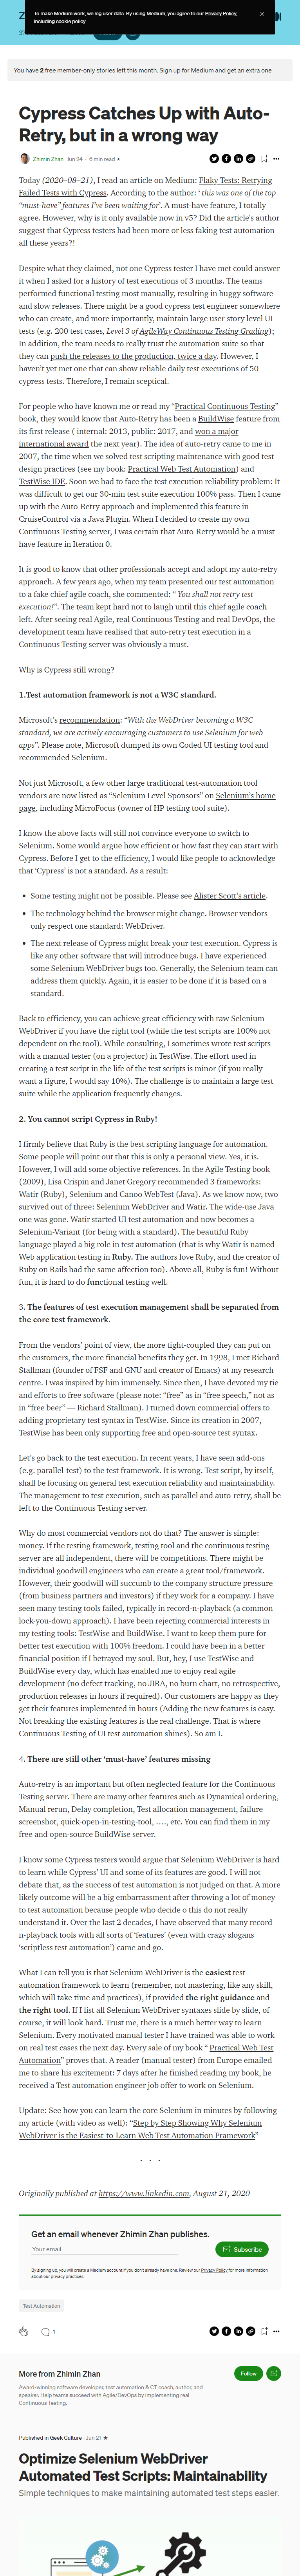 To make Medium work, we log user data. By using Medium, you agree to our Privacy Policy,
including cookie policy.
You have 2 free member-only stories left this month. Sign up for Medium and get an extra one
Cypress Catches Up with Auto-
Retry, but in a wrong way
Zhimin Zhan Jun 24 · 6 min read ★
Today (2020–08–21), I read an article on Medium: Flaky Tests: Retrying
Failed Tests with Cypress. According to the author: ‘ this was one of the top
“must-have” features I’ve been waiting for’. A must-have feature, I totally
agree. However, why is it only available now in v5? Did the article's author
suggest that Cypress testers had been more or less faking test automation
all these?!
Despite what they claimed, not one Cypress tester I have met could answer
it when I asked for a history of test executions of 3 months. The teams
performed functional testing most manually, resulting in buggy software
and slow releases. There might be a good cypress test engineer somewhere
who can create, and more importantly, maintain large user-story level UI
tests (e.g. 200 test cases, Level 3 of AgileWay Continuous Testing Grading);
In addition, the team needs to really trust the automation suite so that
they can push the releases to the production, twice a day. However, I
haven’t yet met one that can show reliable daily test executions of 50
cypress tests. Therefore, I remain sceptical.
For people who have known me or read my “Practical Continuous Testing”
book, they would know that Auto-Retry has been a BuildWise feature from
its first release ( internal: 2013, public: 2017, and won a major
international award the next year). The idea of auto-retry came to me in
2007, the time when we solved test scripting maintenance with good test
design practices (see my book: Practical Web Test Automation) and
TestWise IDE. Soon we had to face the test execution reliability problem: It
was difficult to get our 30-min test suite execution 100% pass. Then I came
up with the Auto-Retry approach and implemented this feature in
CruiseControl via a Java Plugin. When I decided to create my own
Continuous Testing server, I was certain that Auto-Retry would be a must-
have feature in Iteration 0.
It is good to know that other professionals accept and adopt my auto-retry
approach. A few years ago, when my team presented our test automation
to a fake chief agile coach, she commented: “ You shall not retry test
execution!”. The team kept hard not to laugh until this chief agile coach
left. After seeing real Agile, real Continuous Testing and real DevOps, the
development team have realised that auto-retry test execution in a
Continuous Testing server was obviously a must.
Why is Cypress still wrong?
1.Test automation framework is not a W3C standard.
Microsoft’s recommendation: “With the WebDriver becoming a W3C
standard, we are actively encouraging customers to use Selenium for web
apps”. Please note, Microsoft dumped its own Coded UI testing tool and
recommended Selenium.
Not just Microsoft, a few other large traditional test-automation tool
vendors are now listed as “Selenium Level Sponsors” on Selenium’s home
page, including MicroFocus (owner of HP testing tool suite).
I know the above facts will still not convince everyone to switch to
Selenium. Some would argue how efficient or how fast they can start with
Cypress. Before I get to the efficiency, I would like people to acknowledge
that ‘Cypress’ is not a standard. As a result:
• Some testing might not be possible. Please see Alister Scott’s article.
• The technology behind the browser might change. Browser vendors
only respect one standard: WebDriver.
• The next release of Cypress might break your test execution. Cypress is
like any other software that will introduce bugs. I have experienced
some Selenium WebDriver bugs too. Generally, the Selenium team can
address them quickly. Again, it is easier to be done if it is based on a
standard.
Back to efficiency, you can achieve great efficiency with raw Selenium
WebDriver if you have the right tool (while the test scripts are 100% not
dependent on the tool). While consulting, I sometimes wrote test scripts
with a manual tester (on a projector) in TestWise. The effort used in
creating a test script in the life of the test scripts is minor (if you really
want a figure, I would say 10%). The challenge is to maintain a large test
suite while the application frequently changes.
2. You cannot script Cypress in Ruby!
I firmly believe that Ruby is the best scripting language for automation.
Some people will point out that this is only a personal view. Yes, it is.
However, I will add some objective references. In the Agile Testing book
(2009), Lisa Crispin and Janet Gregory recommended 3 frameworks:
Watir (Ruby), Selenium and Canoo WebTest (Java). As we know now, two
survived out of three: Selenium WebDriver and Watir. The wide-use Java
one was gone. Watir started UI test automation and now becomes a
Selenium-Variant (for being with a standard). The beautiful Ruby
language played a big role in test automation (that is why Watir is named
Web application testing in Ruby. The authors love Ruby, and the creator of
Ruby on Rails had the same affection too). Above all, Ruby is fun! Without
fun, it is hard to do functional testing well.
3. The features of test execution management shall be separated from
the core test framework.
From the vendors’ point of view, the more tight-coupled they can put on
the customers, the more financial benefits they get. In 1998, I met Richard
Stallman (founder of FSF and GNU and creator of Emacs) at my research
centre. I was inspired by him immensely. Since then, I have devoted my tie
and efforts to free software (please note: “free” as in “free speech,” not as
in “free beer” — Richard Stallman). I turned down commercial offers to
adding proprietary test syntax in TestWise. Since its creation in 2007,
TestWise has been only supporting free and open-source test syntax.
Let’s go back to the test execution. In recent years, I have seen add-ons
(e.g. parallel-test) to the test framework. It is wrong. Test script, by itself,
shall be focusing on general test execution reliability and maintainability.
The management to test execution, such as parallel and auto-retry, shall be
left to the Continuous Testing server.
Why do most commercial vendors not do that? The answer is simple:
money. If the testing framework, testing tool and the continuous testing
server are all independent, there will be competitions. There might be
individual goodwill engineers who can create a great tool/framework.
However, their goodwill will succumb to the company structure pressure
(from business partners and investors) if they work for a company. I have
seen many testing tools failed, typically in record-n-playback (a common
lock-you-down approach). I have been rejecting commercial interests in
my testing tools: TestWise and BuildWise. I want to keep them pure for
better test execution with 100% freedom. I could have been in a better
financial position if I betrayed my soul. But, hey, I use TestWise and
BuildWise every day, which has enabled me to enjoy real agile
development (no defect tracking, no JIRA, no burn chart, no retrospective,
production releases in hours if required). Our customers are happy as they
get their features implemented in hours (Adding the new features is easy.
Not breaking the existing features is the real challenge. That is where
Continuous Testing of UI test automation shines). So am I.
4. There are still other ‘must-have’ features missing
Auto-retry is an important but often neglected feature for the Continuous
Testing server. There are many other features such as Dynamical ordering,
Manual rerun, Delay completion, Test allocation management, failure
screenshot, quick-open-in-testing-tool, …., etc. You can find them in my
free and open-source BuildWise server.
I know some Cypress testers would argue that Selenium WebDriver is hard
to learn while Cypress’ UI and some of its features are good. I will not
debate that, as the success of test automation is not judged on that. A more
likely outcome will be a big embarrassment after throwing a lot of money
to test automation because people who decide o this do not really
understand it. Over the last 2 decades, I have observed that many record-
n-playback tools with all sorts of ‘features’ (even with crazy slogans
‘scriptless test automation’) came and go.
What I can tell you is that Selenium WebDriver is the easiest test
automation framework to learn (remember, not mastering, like any skill,
which will take time and practices), if provided the right guidance and
the right tool. If I list all Selenium WebDriver syntaxes slide by slide, of
course, it will look hard. Trust me, there is a much better way to learn
Selenium. Every motivated manual tester I have trained was able to work
on real test cases the next day. Every sale of my book “ Practical Web Test
Automation” proves that. A reader (manual tester) from Europe emailed
me to share his excitement: 7 days after he finished reading my book, he
received a Test automation engineer job offer to work on Selenium.
Update: See how you can learn the core Selenium in minutes by following
my article (with video as well): “Step by Step Showing Why Selenium
WebDriver is the Easiest-to-Learn Web Test Automation Framework”
. . .
Originally published at https://www.linkedin.com, August 21, 2020
Get an email whenever Zhimin Zhan publishes.
Your email
Subscribe
By signing up, you will create a Medium account if you don’t already have one. Review our Privacy Policy for more information
about our privacy practices.
Test Automation
1
More from Zhimin Zhan
Follow
Award-winning software developer, test automation & CT coach, author, and
speaker. Help teams succeed with Agile/DevOps by implementing real
Continuous Testing.
Published in Geek Culture · Jun 21 ★
Optimize Selenium WebDriver
Automated Test Scripts: Maintainability
Simple techniques to make maintaining automated test steps easier.